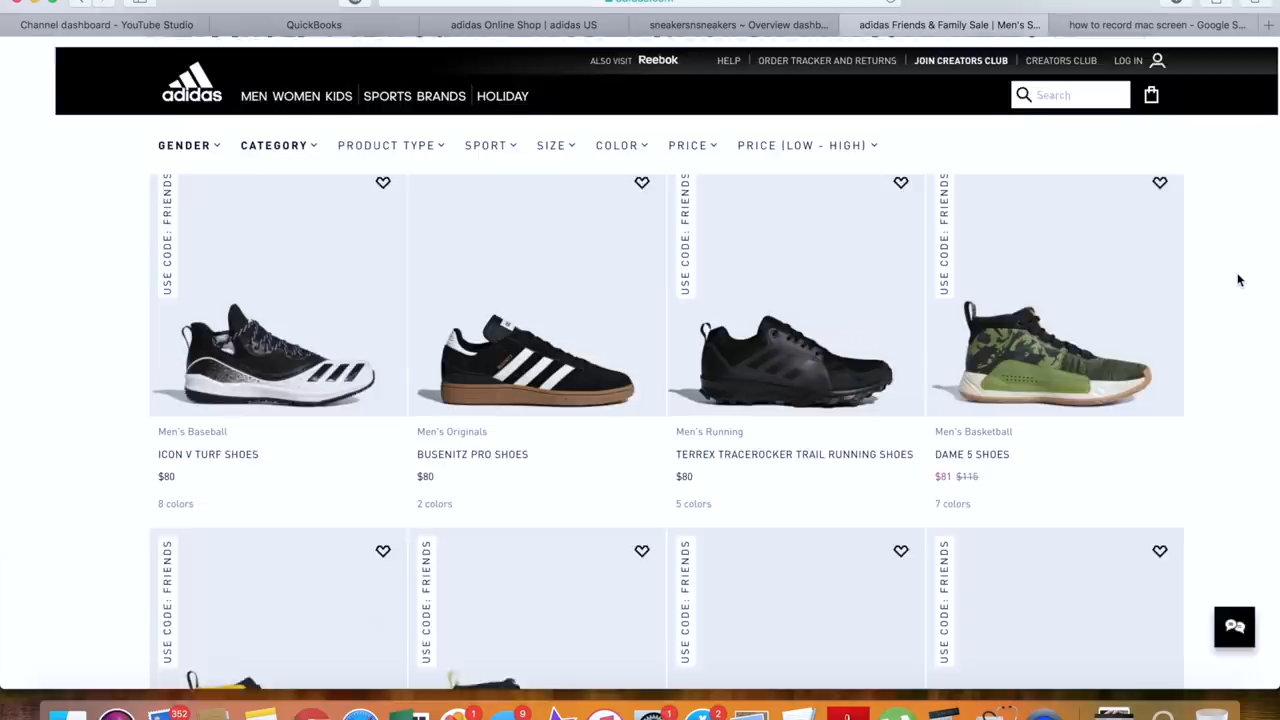 Channel dashboard - YouTube Studio
QuickBooks
adidas Online Shop | adidas US
sneakersnsneakers ~ Overview dashb...
adidas Friends & Family Sale | Men's S...
how to record mac screen - Google S...
ALSO VISIT Reebok
HELP
ORDER TRACKER AND RETURNS
JOIN CREATORS CLUB
CREATORS CLUB
LOG IN
adidas
MEN WOMEN KIDS
SPORTS BRANDS
HOLIDAY
Search
GENDER
CATEGORY
PRODUCT TYPE
SPORT
SIZE
COLOR
PRICE
PRICE (LOW - HIGH)
USE CODE: FRIENDS
USE CODE: FRIENDS
USE CODE: FRIENDS
Men's Baseball
ICON V TURF SHOES
$80
8 colors
Men's Originals
BUSENITZ PRO SHOES
$80
2 colors
Men's Running
TERREX TRACEROCKER TRAIL RUNNING SHOES
$80
5 colors
Men's Basketball
DAME 5 SHOES
$81 $115
7 colors
USE CODE: FRIENDS
USE CODE: FRIENDS
USE CODE: FRIENDS
USE CODE: FRIENDS
352
1
9
1
2